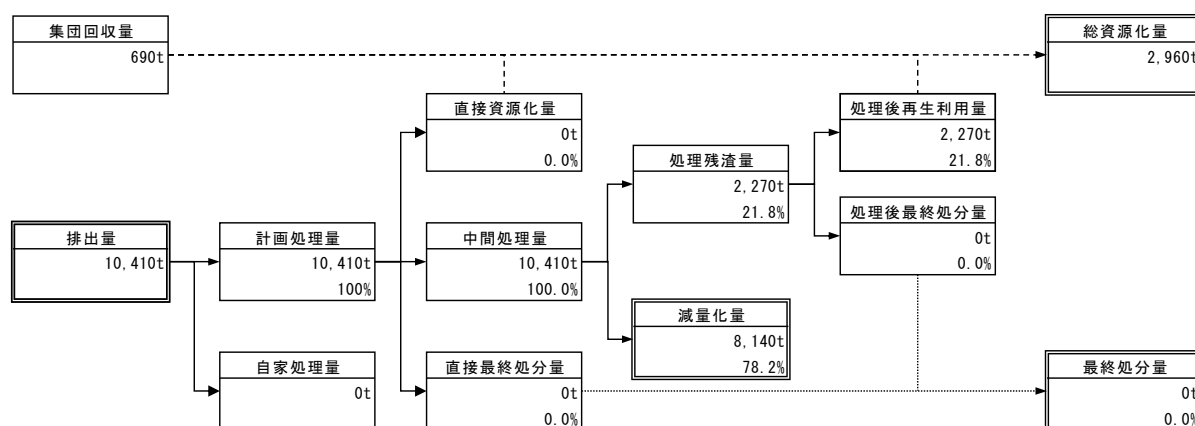 集団回収量
690t
総資源化量
2,960t
直接資源化量
0t
0.0%
処理後再生利用量
2,270t
21.8%
処理残渣量
2,270t
21.8%
処理後最終処分量
0t
0.0%
排出量
10,410t
計画処理量
10,410t
100%
中間処理量
10,410t
100.0%
減量化量
8,140t
78.2%
自家処理量
0t
直接最終処分量
0t
0.0%
最終処分量
0t
0.0%